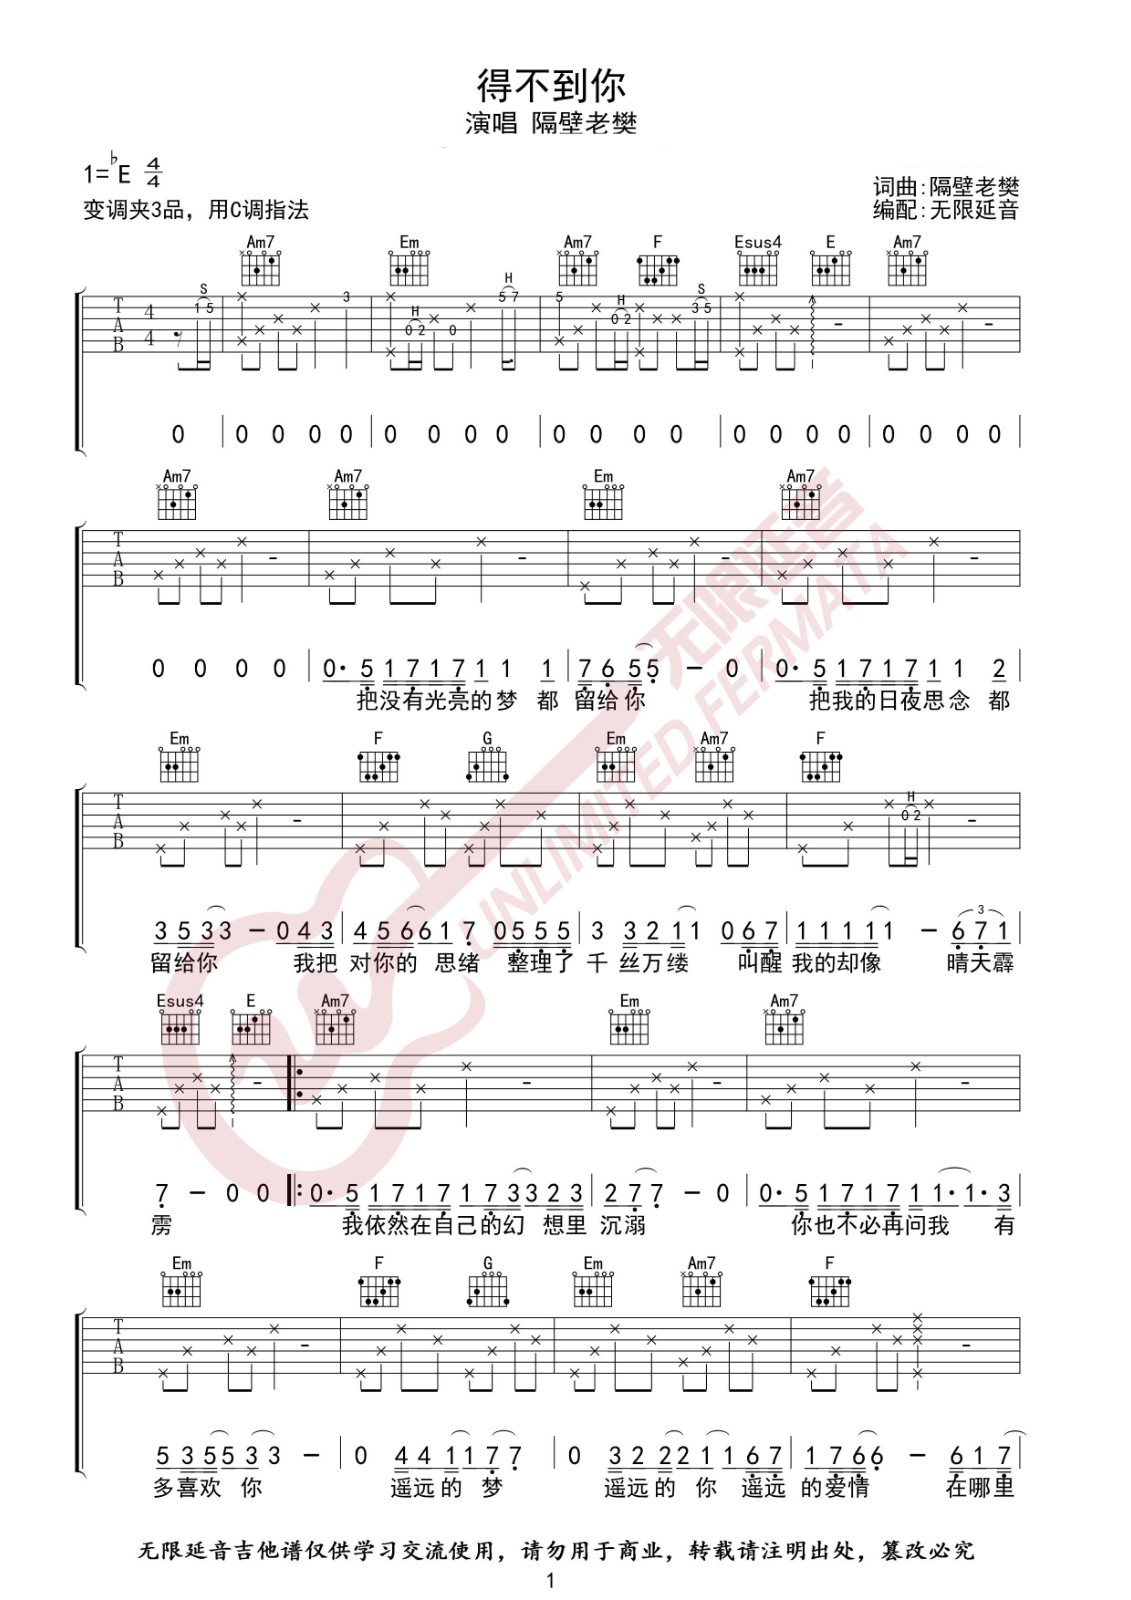 得不到你
演唱 隔壁老樊
1=♭E 4/4
变调夹3品，用C调指法
词曲:隔壁老樊
编配:无限延音
Am7 Em Am7 F Esus4 E Am7
S H H H S
T A B 4 4
0 | 0 0 0 0 | 0 0 0 0 | 0 0 0 0 | 0 0 0 0 | 0 0 0 0 |
Am7 Am7 Em Am7
T A B
0 0 0 0 | 0· 5 1 7 1 7 1 1 1 | 7 6 5 5 - 0 | 0· 5 1 7 1 7 1 1 2 |
把没有光亮的梦 都 留给你 把我的日夜思念 都
Em F G Em Am7 F
T A B H
3 5 3 3 - 0 4 3 | 4 5 6 6 1 7 0 5 5 5 | 3 3 2 1 1 0 6 7 | 1 1 1 1 1 - 6 7 1 |
留给你 我把 对你的 思绪 整理了 千 丝万 缕 叫醒 我的却像 晴天霹
Esus4 E Am7 Em Am7
T A B
7 - 0 0 | 0· 5 1 7 1 7 1 7 3 3 2 3 | 2 7 7 - 0 | 0· 5 1 7 1 7 1 1· 1· 3 |
雳 我依然在自己的幻 想里 沉溺 你也不必再问我 有
Em F G Em Am7 F
T A B
5 3 5 5 3 3 - | 0 4 4 1 1 7 7 | 0 3 2 2 2 1 1 6 7 | 1 7 6 6 - 6 1 7 |
多喜欢 你 遥远的 梦 遥远的 你 遥远 的爱情 在哪里
无限延音
UNLIMITED FERMATA
无限延音吉他谱仅供学习交流使用，请勿用于商业，转载请注明出处，篡改必究
1